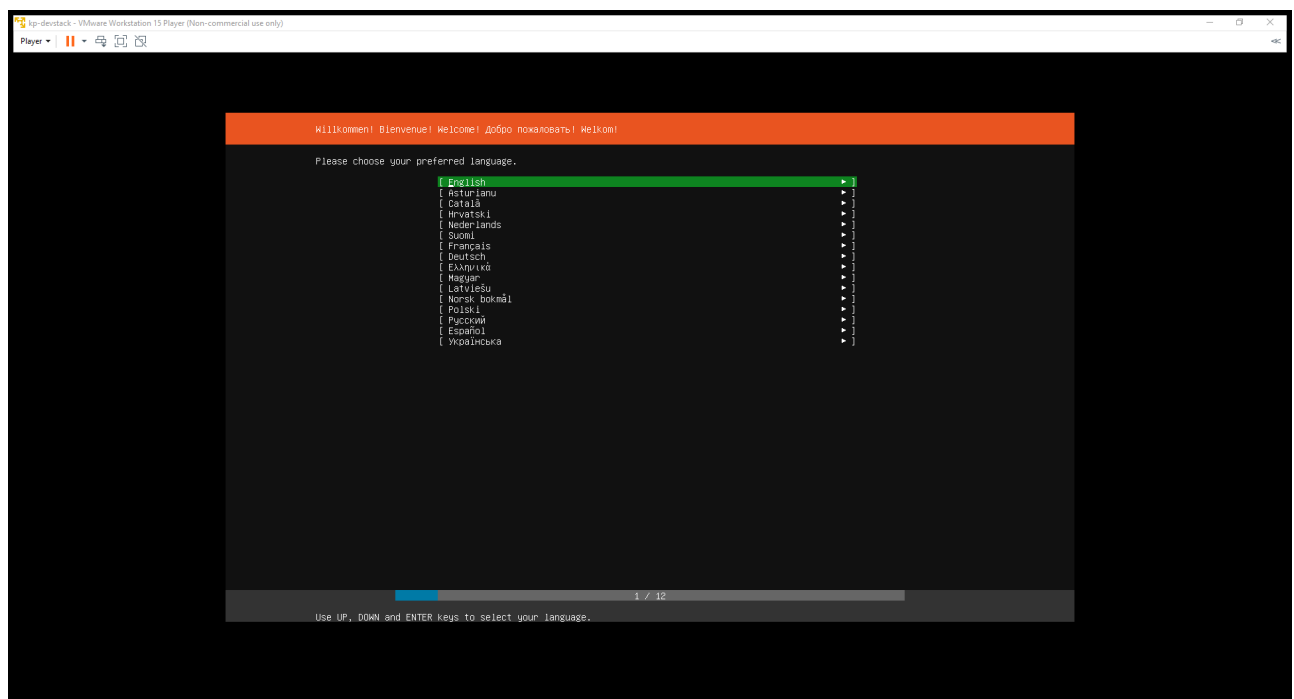 kp-devstack - VMware Workstation 15 Player (Non-commercial use only)
Player
Willkommen! Bienvenue! Welcome! Добро пожаловать! Welkom!
Please choose your preferred language.
[ English ► ]
[ Asturianu ► ]
[ Català ► ]
[ Hrvatski ► ]
[ Nederlands ► ]
[ Suomi ► ]
[ Français ► ]
[ Deutsch ► ]
[ Ελληνικά ► ]
[ Magyar ► ]
[ Latviešu ► ]
[ Norsk bokmål ► ]
[ Polski ► ]
[ Русский ► ]
[ Español ► ]
[ Українська ► ]
1 / 12
Use UP, DOWN and ENTER keys to select your language.